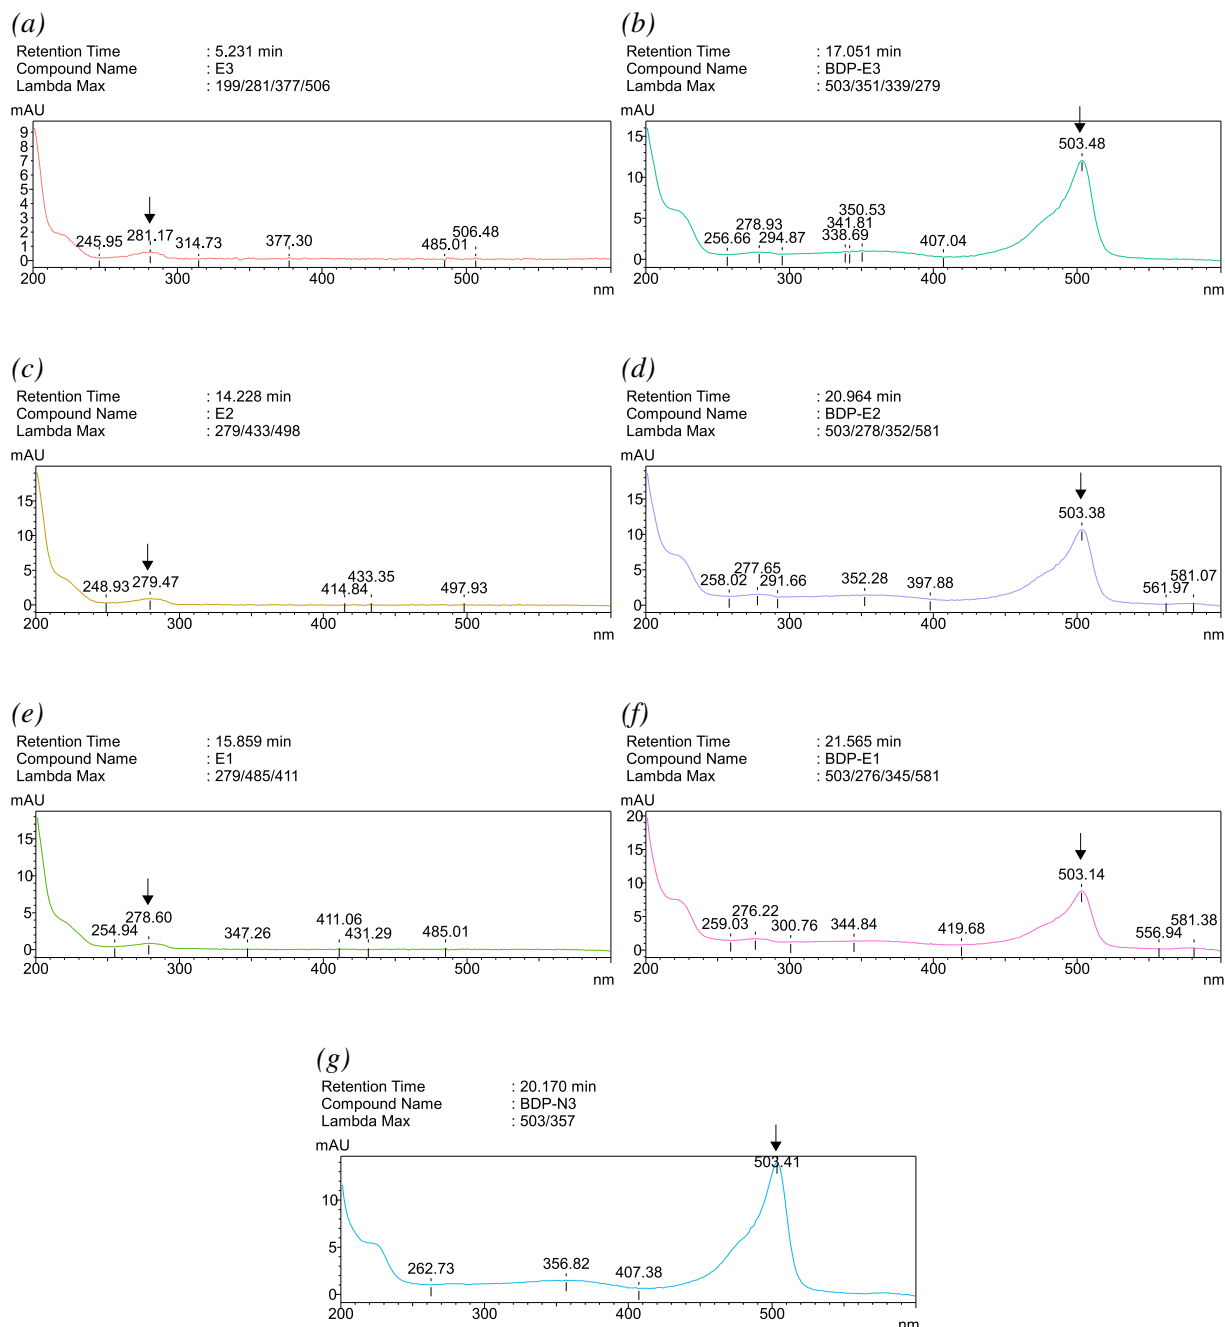 (a)
Retention Time : 5.231 min
Compound Name : E3
Lambda Max : 199/281/377/506
mAU
9
8
7
6
5
4
3
2
1
0
245.95 281.17 314.73 377.30 485.01 506.48
200 300 400 500
nm
(b)
Retention Time : 17.051 min
Compound Name : BDP-E3
Lambda Max : 503/351/339/279
mAU
15
10
5
0
256.66 278.93 294.87 338.69 341.81 350.53 407.04 503.48
200 300 400 500
nm
(c)
Retention Time : 14.228 min
Compound Name : E2
Lambda Max : 279/433/498
mAU
15
10
5
0
248.93 279.47 414.84 433.35 497.93
200 300 400 500
nm
(d)
Retention Time : 20.964 min
Compound Name : BDP-E2
Lambda Max : 503/278/352/581
mAU
15
10
5
0
258.02 277.65 291.66 352.28 397.88 503.38 561.97 581.07
200 300 400 500
nm
(e)
Retention Time : 15.859 min
Compound Name : E1
Lambda Max : 279/485/411
mAU
15
10
5
0
254.94 278.60 347.26 411.06 431.29 485.01
200 300 400 500
nm
(f)
Retention Time : 21.565 min
Compound Name : BDP-E1
Lambda Max : 503/276/345/581
mAU
20
15
10
5
0
259.03 276.22 300.76 344.84 419.68 503.14 556.94 581.38
200 300 400 500
nm
(g)
Retention Time : 20.170 min
Compound Name : BDP-N3
Lambda Max : 503/357
mAU
10
5
0
262.73 356.82 407.38 503.41
200 300 400 500
nm